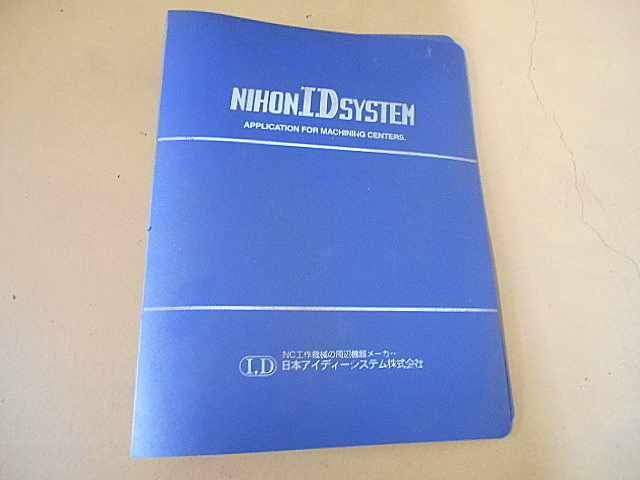 NIHON.I.D SYSTEM
APPLICATION FOR MACHINING CENTERS.
NC工作機械の周辺機器メーカー
I.D
日本アイディーシステム株式会社